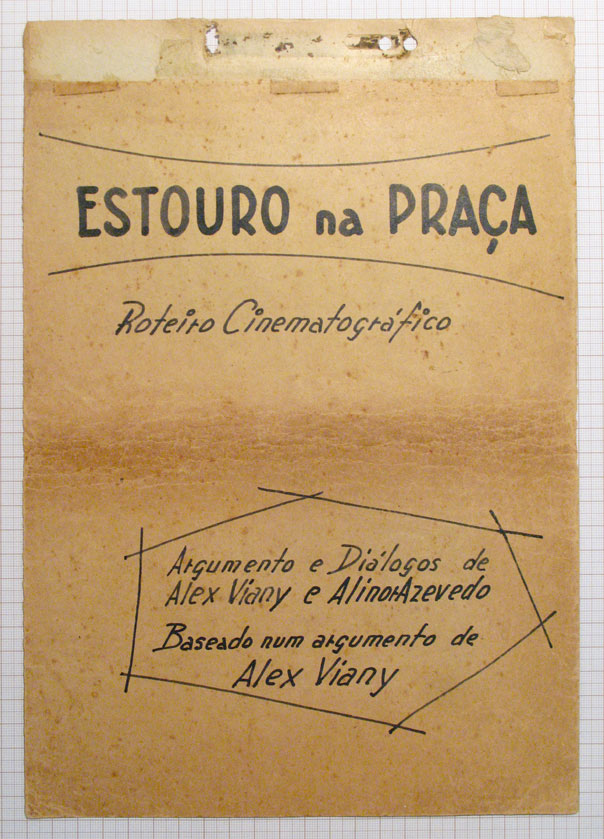 ESTOURO na PRAÇA
Roteiro Cinematográfico
Argumento e Diálogos de
Alex Viany e Alinor Azevedo
Baseado num argumento de
Alex Viany